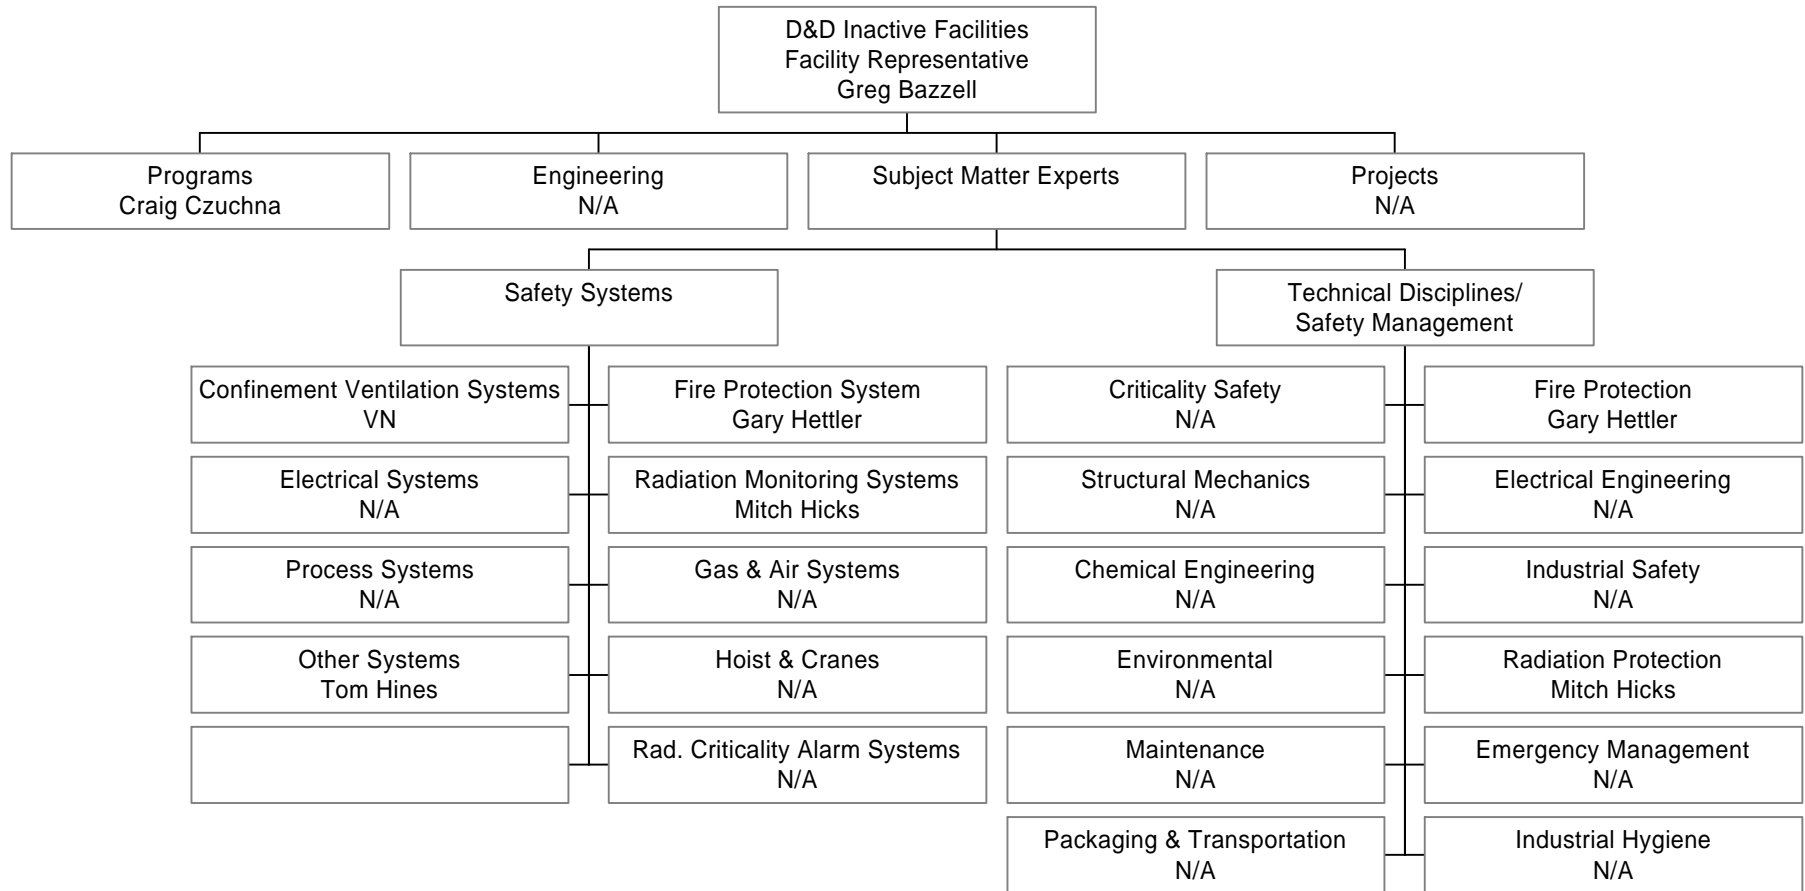 D&D Inactive Facilities
Facility Representative
Greg Bazzell
Programs
Craig Czuchna
Engineering
N/A
Subject Matter Experts
Projects
N/A
Safety Systems
Technical Disciplines/
Safety Management
Confinement Ventilation Systems
VN
Fire Protection System
Gary Hettler
Criticality Safety
N/A
Fire Protection
Gary Hettler
Electrical Systems
N/A
Radiation Monitoring Systems
Mitch Hicks
Structural Mechanics
N/A
Electrical Engineering
N/A
Process Systems
N/A
Gas & Air Systems
N/A
Chemical Engineering
N/A
Industrial Safety
N/A
Other Systems
Tom Hines
Hoist & Cranes
N/A
Environmental
N/A
Radiation Protection
Mitch Hicks
Rad. Criticality Alarm Systems
N/A
Maintenance
N/A
Emergency Management
N/A
Packaging & Transportation
N/A
Industrial Hygiene
N/A